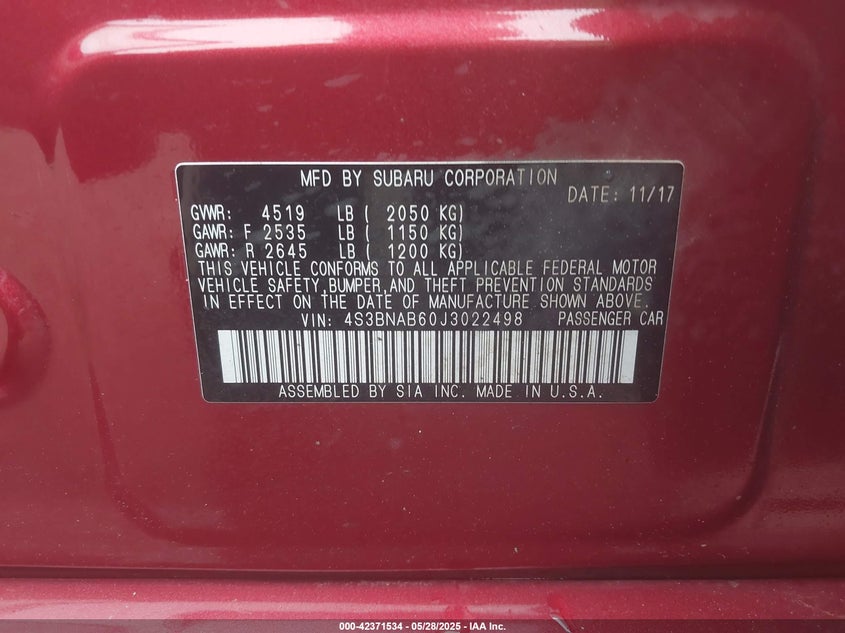 MFD BY SUBARU CORPORATION
DATE: 11/17
GVWR: 4519 LB ( 2050 KG)
GAWR: F 2535 LB ( 1150 KG)
GAWR: R 2645 LB ( 1200 KG)
THIS VEHICLE CONFORMS TO ALL APPLICABLE FEDERAL MOTOR
VEHICLE SAFETY, BUMPER, AND THEFT PREVENTION STANDARDS
IN EFFECT ON THE DATE OF MANUFACTURE SHOWN ABOVE.
VIN: 4S3BNAB60J3022498 PASSENGER CAR
ASSEMBLED BY SIA INC. MADE IN U.S.A.
000-42371534 — 05/28/2025 — IAA Inc.